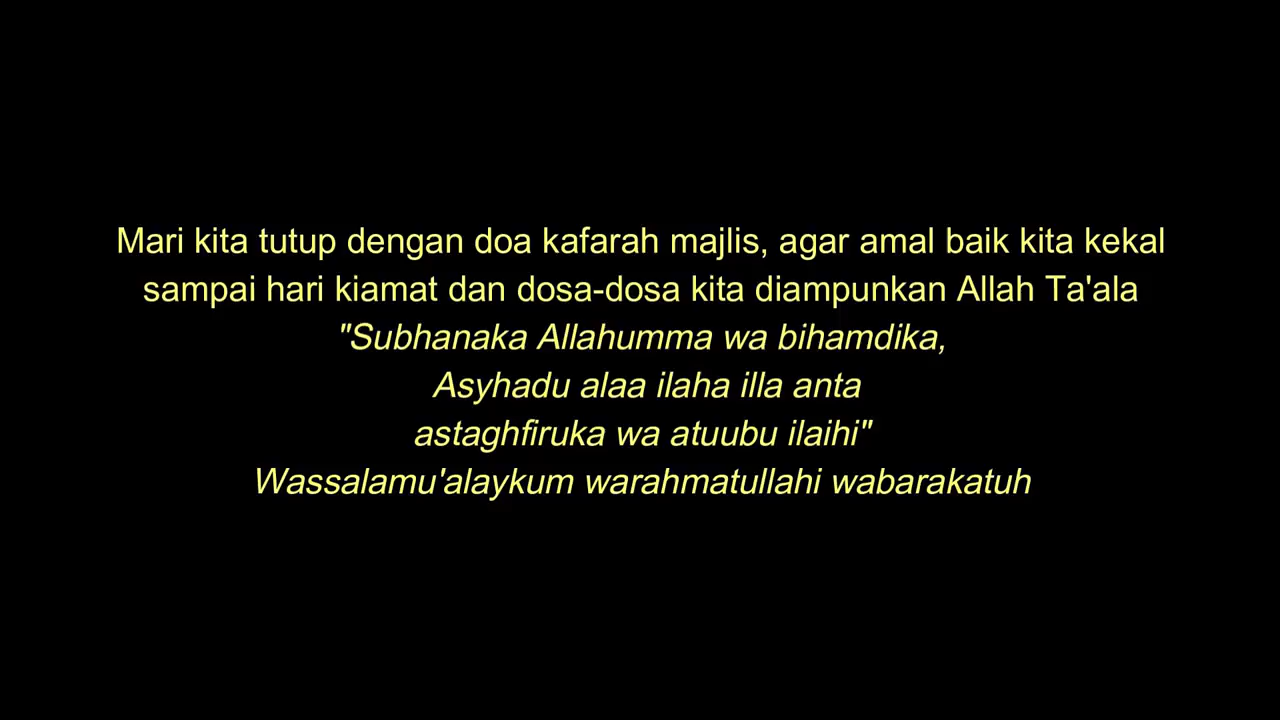 Mari kita tutup dengan doa kafarah majlis, agar amal baik kita kekal
sampai hari kiamat dan dosa-dosa kita diampunkan Allah Ta'ala
"Subhanaka Allahumma wa bihamdika,
Asyhadu alaa ilaha illa anta
astaghfiruka wa atuubu ilaihi"
Wassalamu'alaykum warahmatullahi wabarakatuh